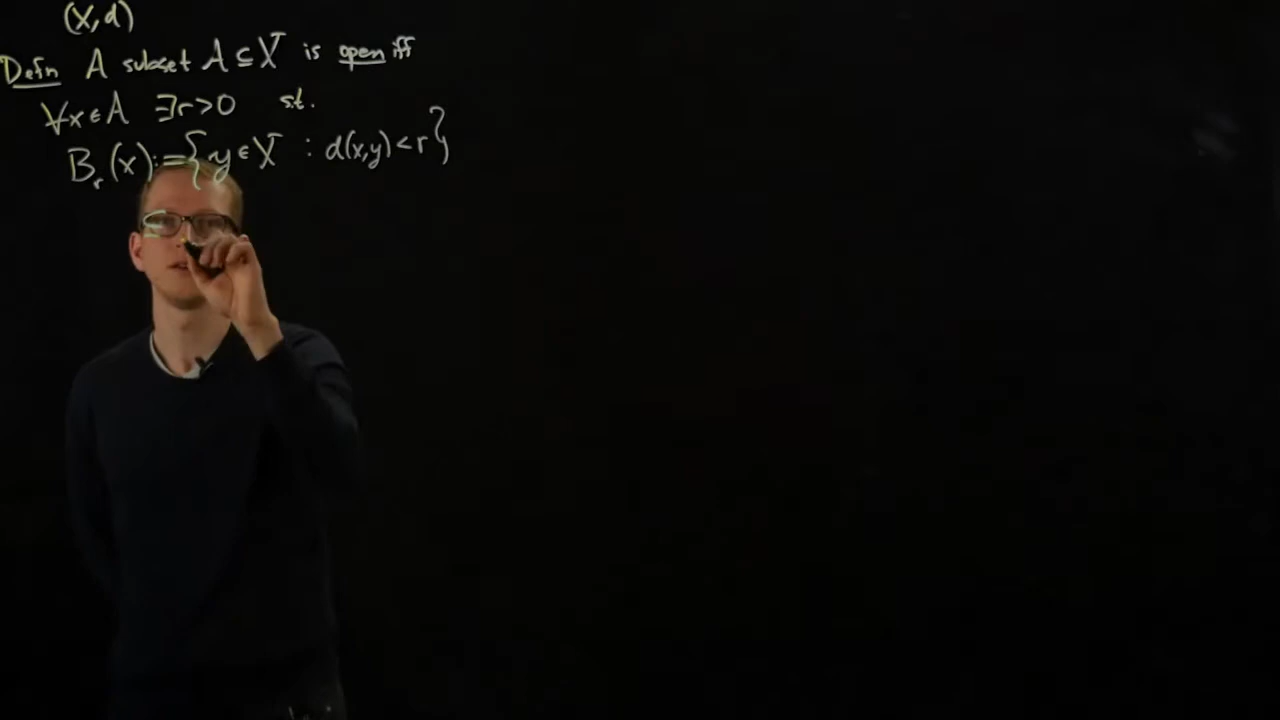 (X,d)
Defn A subset A ⊆ X is open iff
∀x∈A ∃r>0 s.t.
Bᵣ(x):={y∈X : d(x,y)<r}
⊆